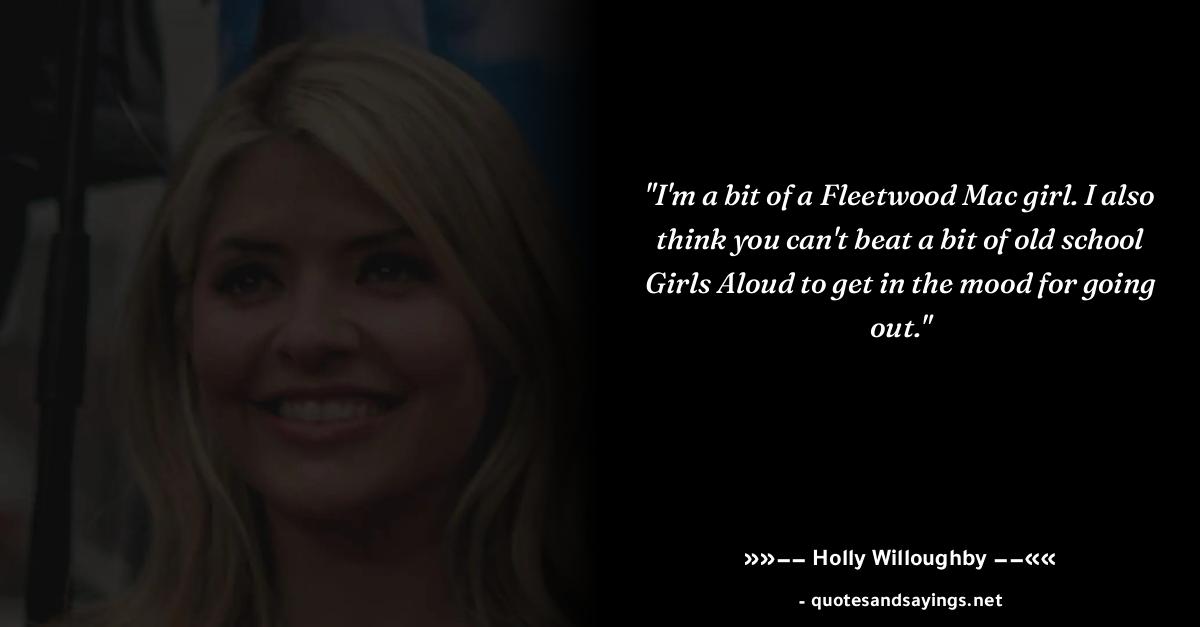 "I'm a bit of a Fleetwood Mac girl. I also
think you can't beat a bit of old school
Girls Aloud to get in the mood for going
out."
»»-- Holly Willoughby --««
- quotesandsayings.net